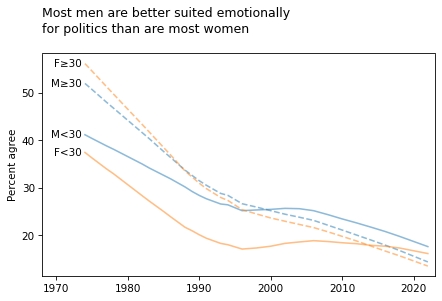 Most men are better suited emotionally
for politics than are most women
Percent agree
50
40
30
20
F≥30
M≥30
M<30
F<30
1970 1980 1990 2000 2010 2020